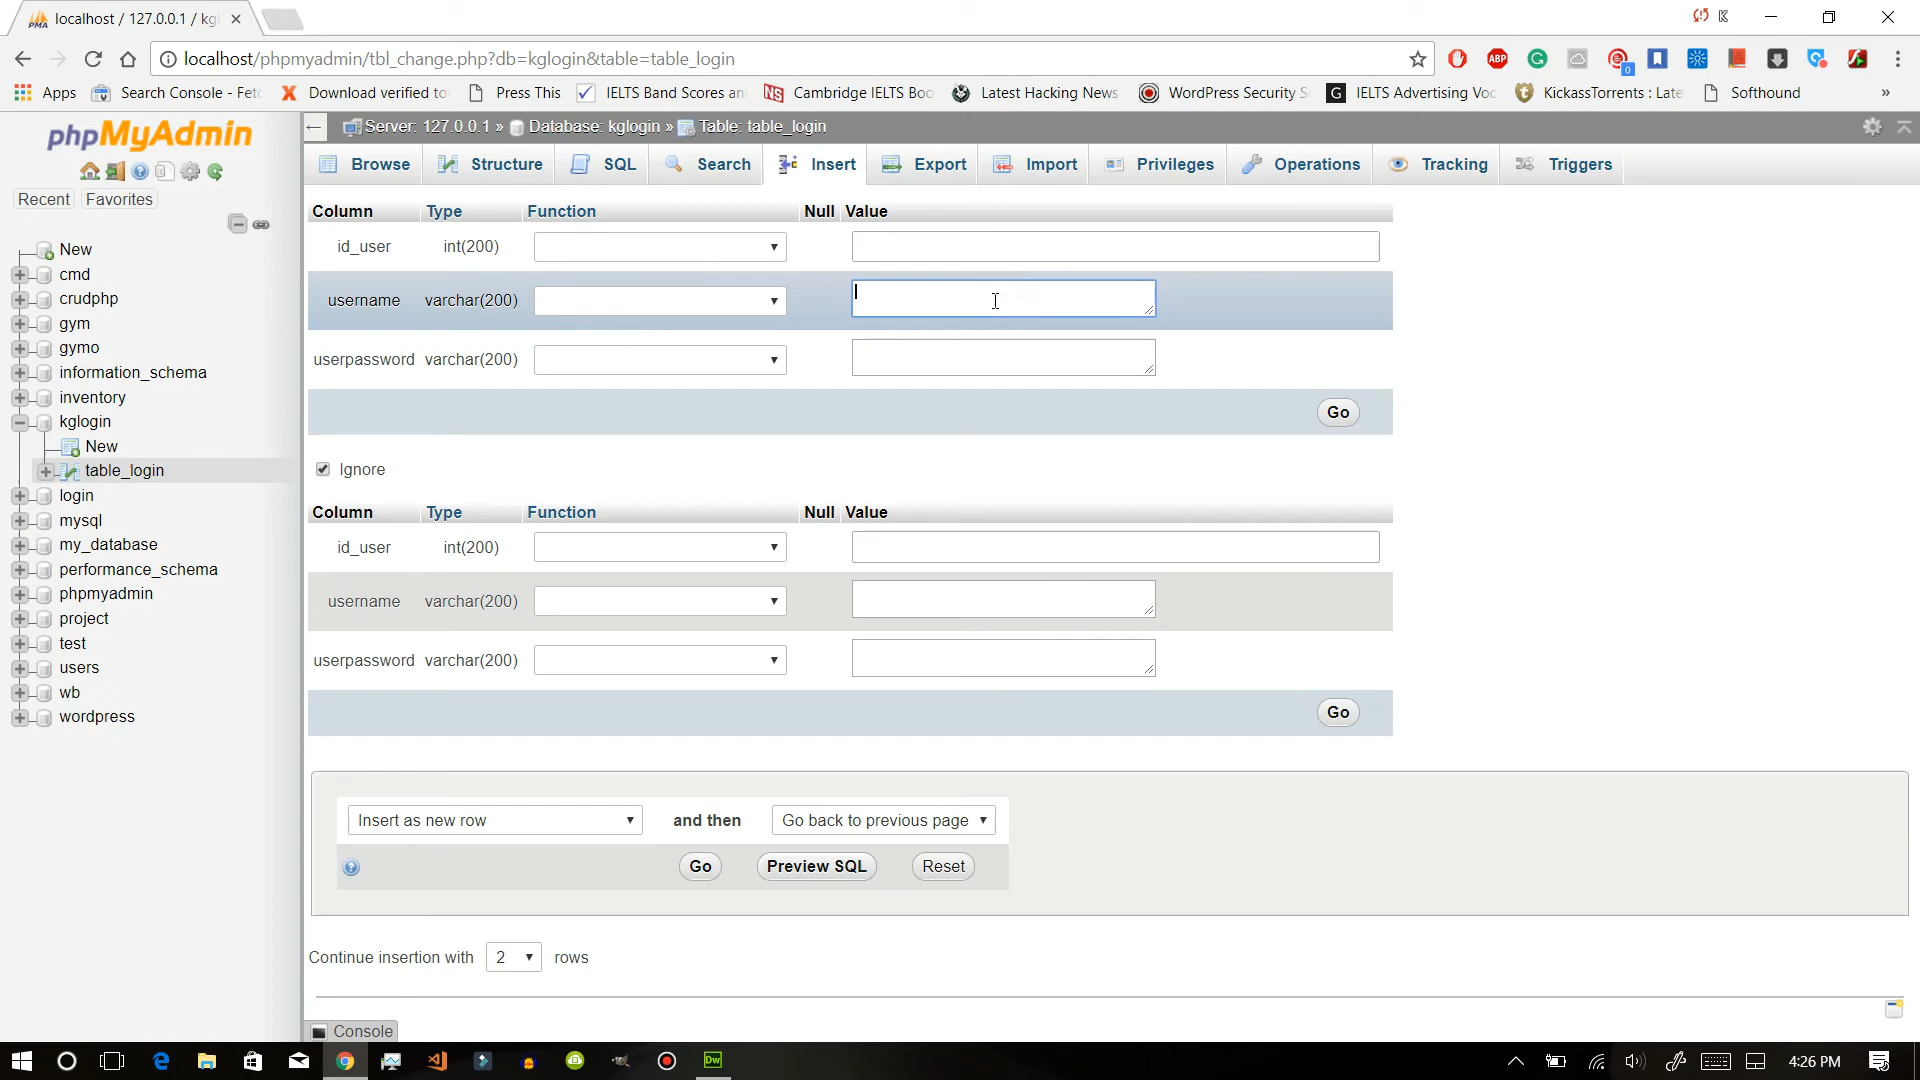 localhost / 127.0.0.1 / kg
localhost/phpmyadmin/tbl_change.php?db=kglogin&table=table_login
ABP
0
Apps
Search Console - Fetc
Download verified to
Press This
IELTS Band Scores an
Cambridge IELTS Boo
Latest Hacking News
WordPress Security S
IELTS Advertising Voc
KickassTorrents : Late
Softhound
»
phpMyAdmin
Recent
Favorites
New
cmd
crudphp
gym
gymo
information_schema
inventory
kglogin
New
table_login
login
mysql
my_database
performance_schema
phpmyadmin
project
test
users
wb
wordpress
Server: 127.0.0.1 » Database: kglogin » Table: table_login
Browse
Structure
SQL
Search
Insert
Export
Import
Privileges
Operations
Tracking
Triggers
Column Type Function Null Value
id_user int(200)
username varchar(200)
userpassword varchar(200)
Go
Ignore
Column Type Function Null Value
id_user int(200)
username varchar(200)
userpassword varchar(200)
Go
Insert as new row and then Go back to previous page
Go Preview SQL Reset
Continue insertion with 2 rows
Console
Dw
4:26 PM